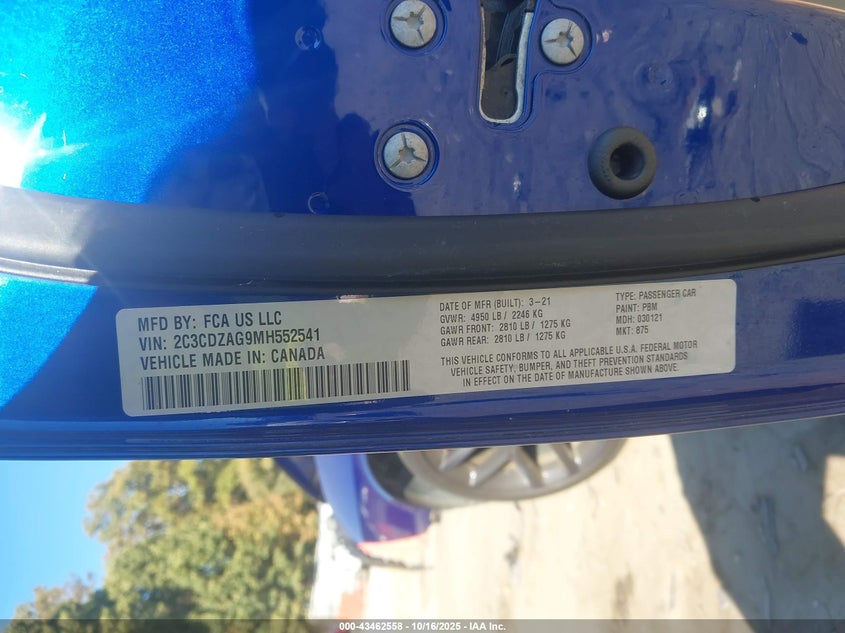 MFD BY: FCA US LLC
VIN: 2C3CDZAG9MH552541
VEHICLE MADE IN: CANADA
DATE OF MFR (BUILT): 3-21
GVWR: 4950 LB / 2246 KG
GAWR FRONT: 2810 LB / 1275 KG
GAWR REAR: 2810 LB / 1275 KG
TYPE: PASSENGER CAR
PAINT: PBM
MDH: 030121
MKT: 875
THIS VEHICLE CONFORMS TO ALL APPLICABLE U.S.A. FEDERAL MOTOR
VEHICLE SAFETY, BUMPER, AND THEFT PREVENTION STANDARDS
IN EFFECT ON THE DATE OF MANUFACTURE SHOWN ABOVE.
000-43462558 - 10/16/2025 - IAA Inc.